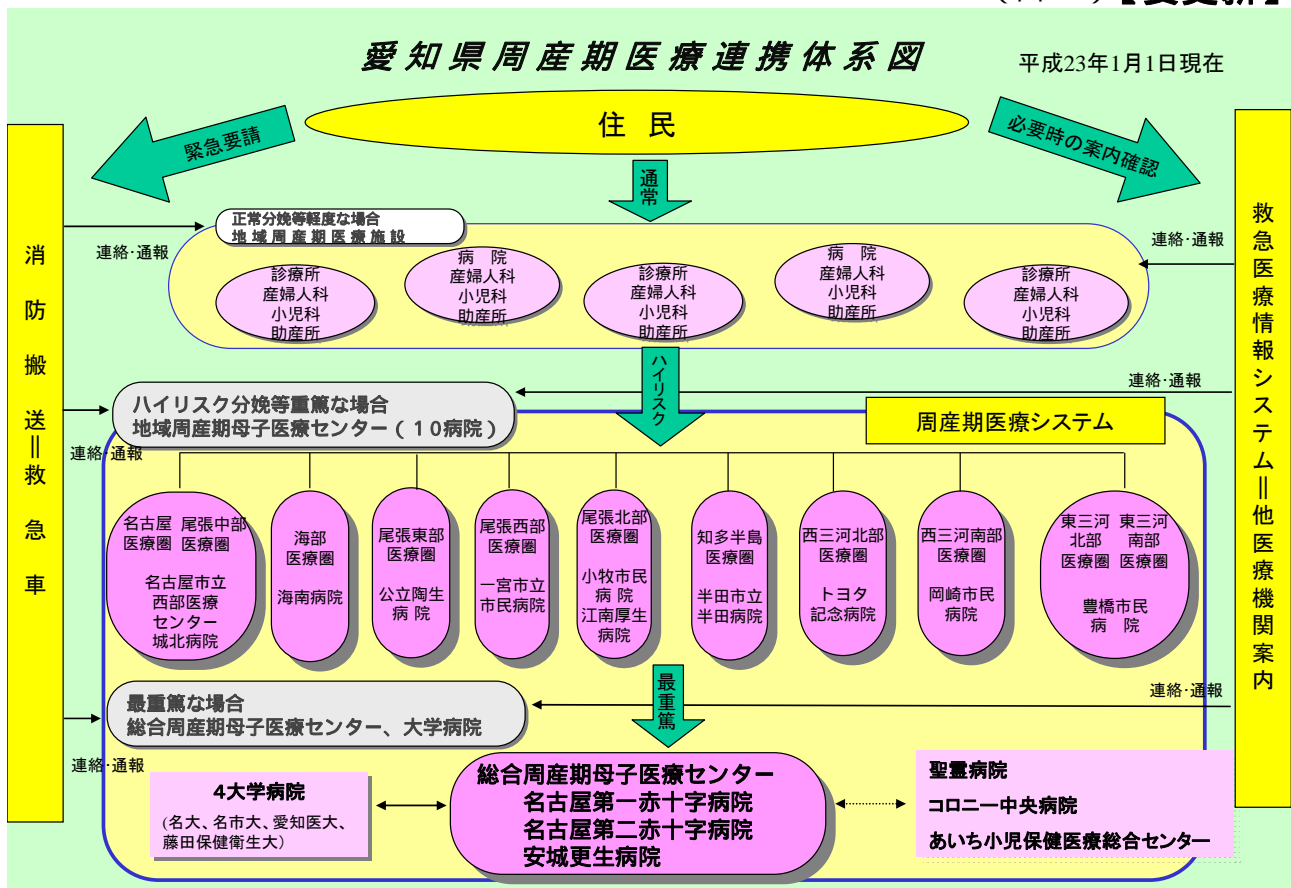 愛知県周産期医療連携体系図
平成23年1月1日現在
住 民
緊急要請
必要時の案内確認
通常
消防搬送＝救急車
救急医療情報システム＝他医療機関案内
正常分娩等軽度な場合
地域周産期医療施設
連絡･通報
連絡･通報
診療所
産婦人科
小児科
助産所
病 院
産婦人科
小児科
助産所
診療所
産婦人科
小児科
助産所
病 院
産婦人科
小児科
助産所
診療所
産婦人科
小児科
助産所
ハイリスク
連絡･通報
ハイリスク分娩等重篤な場合
地域周産期母子医療センター（１０病院）
周産期医療システム
連絡･通報
名古屋 尾張中部
医療圏 医療圏
名古屋市立
西部医療
センター
城北病院
海部
医療圏
海南病院
尾張東部
医療圏
公立陶生
病 院
尾張西部
医療圏
一宮市立
市民病院
尾張北部
医療圏
小牧市民
病 院
江南厚生
病院
知多半島
医療圏
半田市立
半田病院
西三河北部
医療圏
トヨタ
記念病院
西三河南部
医療圏
岡崎市民
病院
東三河 東三河
北部 南部
医療圏 医療圏
豊橋市民
病 院
最重篤
連絡･通報
最重篤な場合
総合周産期母子医療センター、大学病院
連絡･通報
4大学病院
(名大、名市大、愛知医大、
藤田保健衛生大）
総合周産期母子医療センター
名古屋第一赤十字病院
名古屋第二赤十字病院
安城更生病院
聖霊病院
コロニー中央病院
あいち小児保健医療総合センター